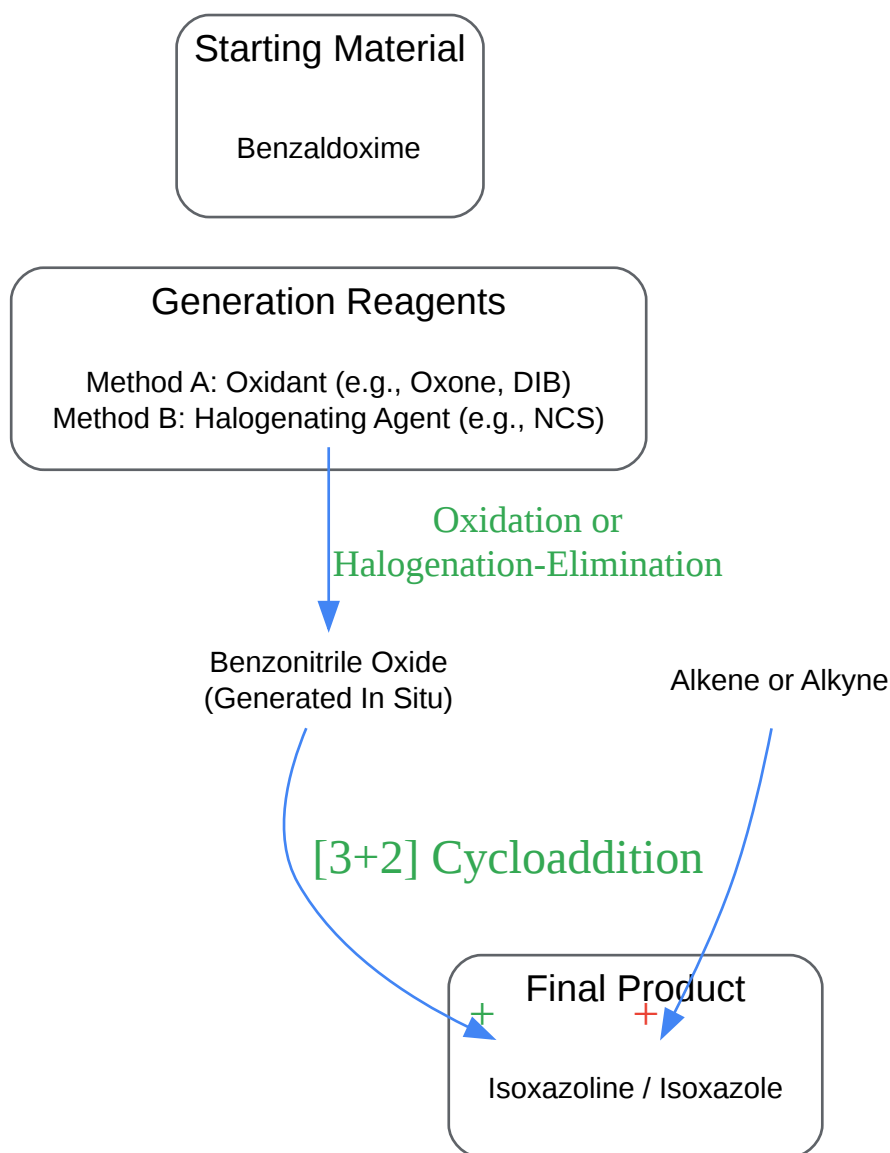 Starting Material
Benzaldoxime
Generation Reagents
Method A: Oxidant (e.g., Oxone, DIB)
Method B: Halogenating Agent (e.g., NCS)
Oxidation or
Halogenation-Elimination
Benzonitrile Oxide
(Generated In Situ)
Alkene or Alkyne
[3+2] Cycloaddition
Final Product
+ +
Isoxazoline / Isoxazole